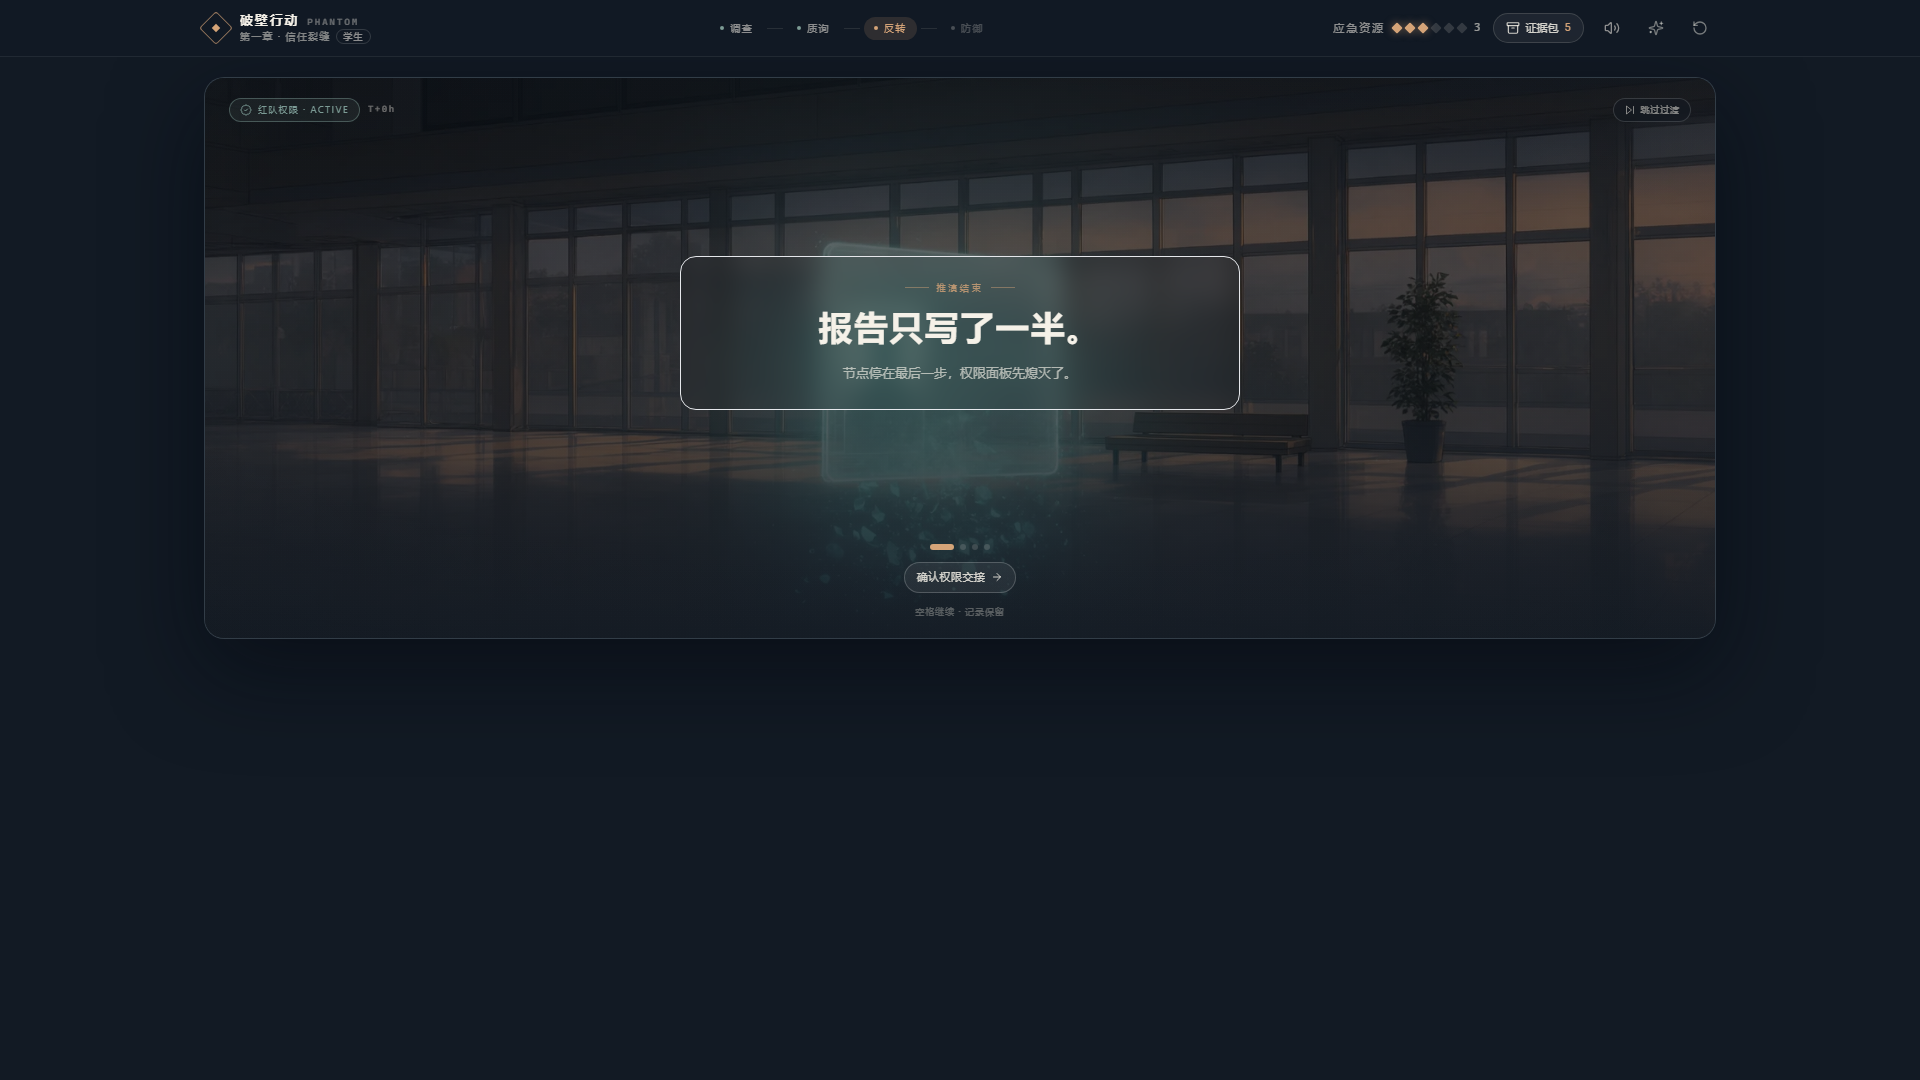 破壁行动 PHANTOM
第一章 · 信任裂缝 学生
调查
质询
反转
防御
应急资源 3
证据包 5
红队权限 · ACTIVE T+0h
跳过过渡
推演结束
报告只写了一半。
节点停在最后一步，权限面板先熄灭了。
确认权限交接 →
空格继续 · 记录保留